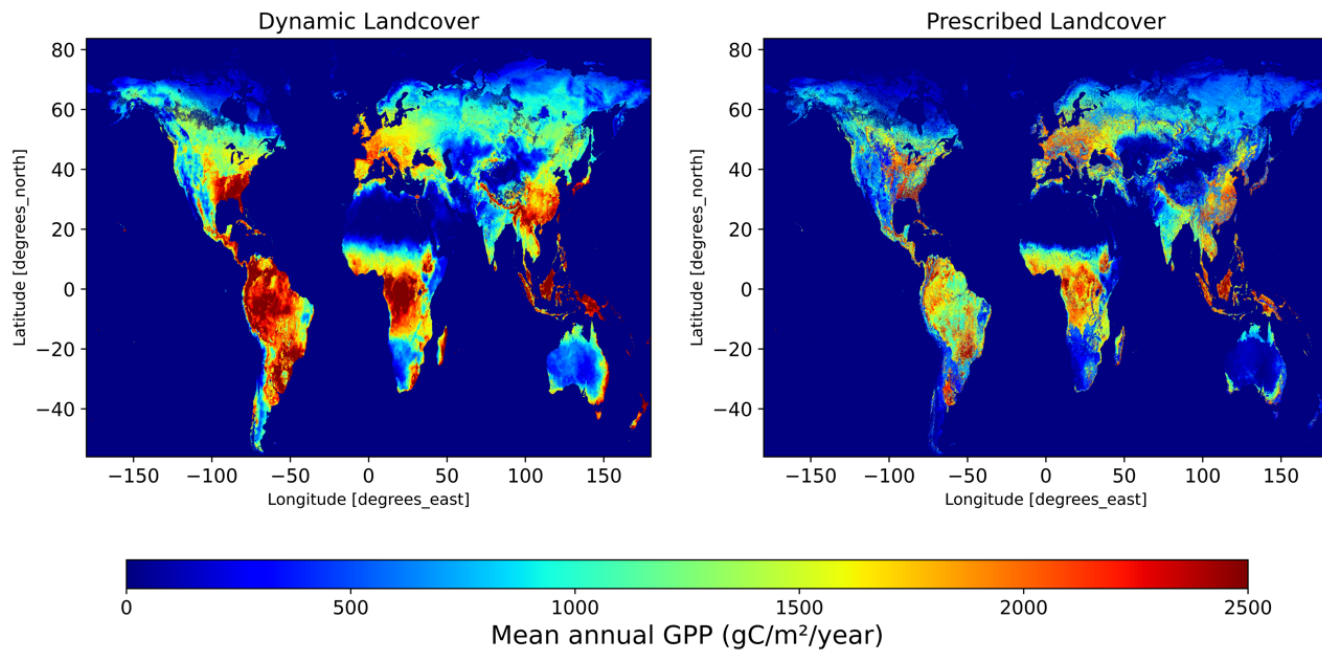 Dynamic Landcover
Prescribed Landcover
80
60
40
20
0
−20
−40
Latitude [degrees_north]
−150 −100 −50 0 50 100 150
Longitude [degrees_east]
80
60
40
20
0
−20
−40
Latitude [degrees_north]
−150 −100 −50 0 50 100 150
Longitude [degrees_east]
0 500 1000 1500 2000 2500
Mean annual GPP (gC/m²/year)